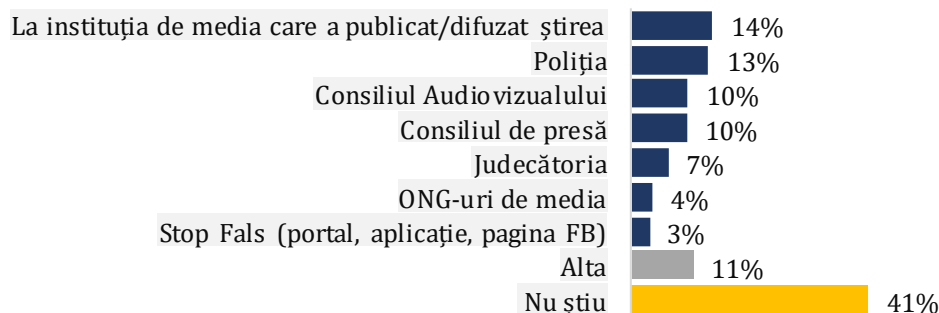 La instituția de media care a publicat/difuzat știrea 14%
Poliția 13%
Consiliul Audiovizualului 10%
Consiliul de presă 10%
Judecătoria 7%
ONG-uri de media 4%
Stop Fals (portal, aplicație, pagina FB) 3%
Alta 11%
Nu știu 41%